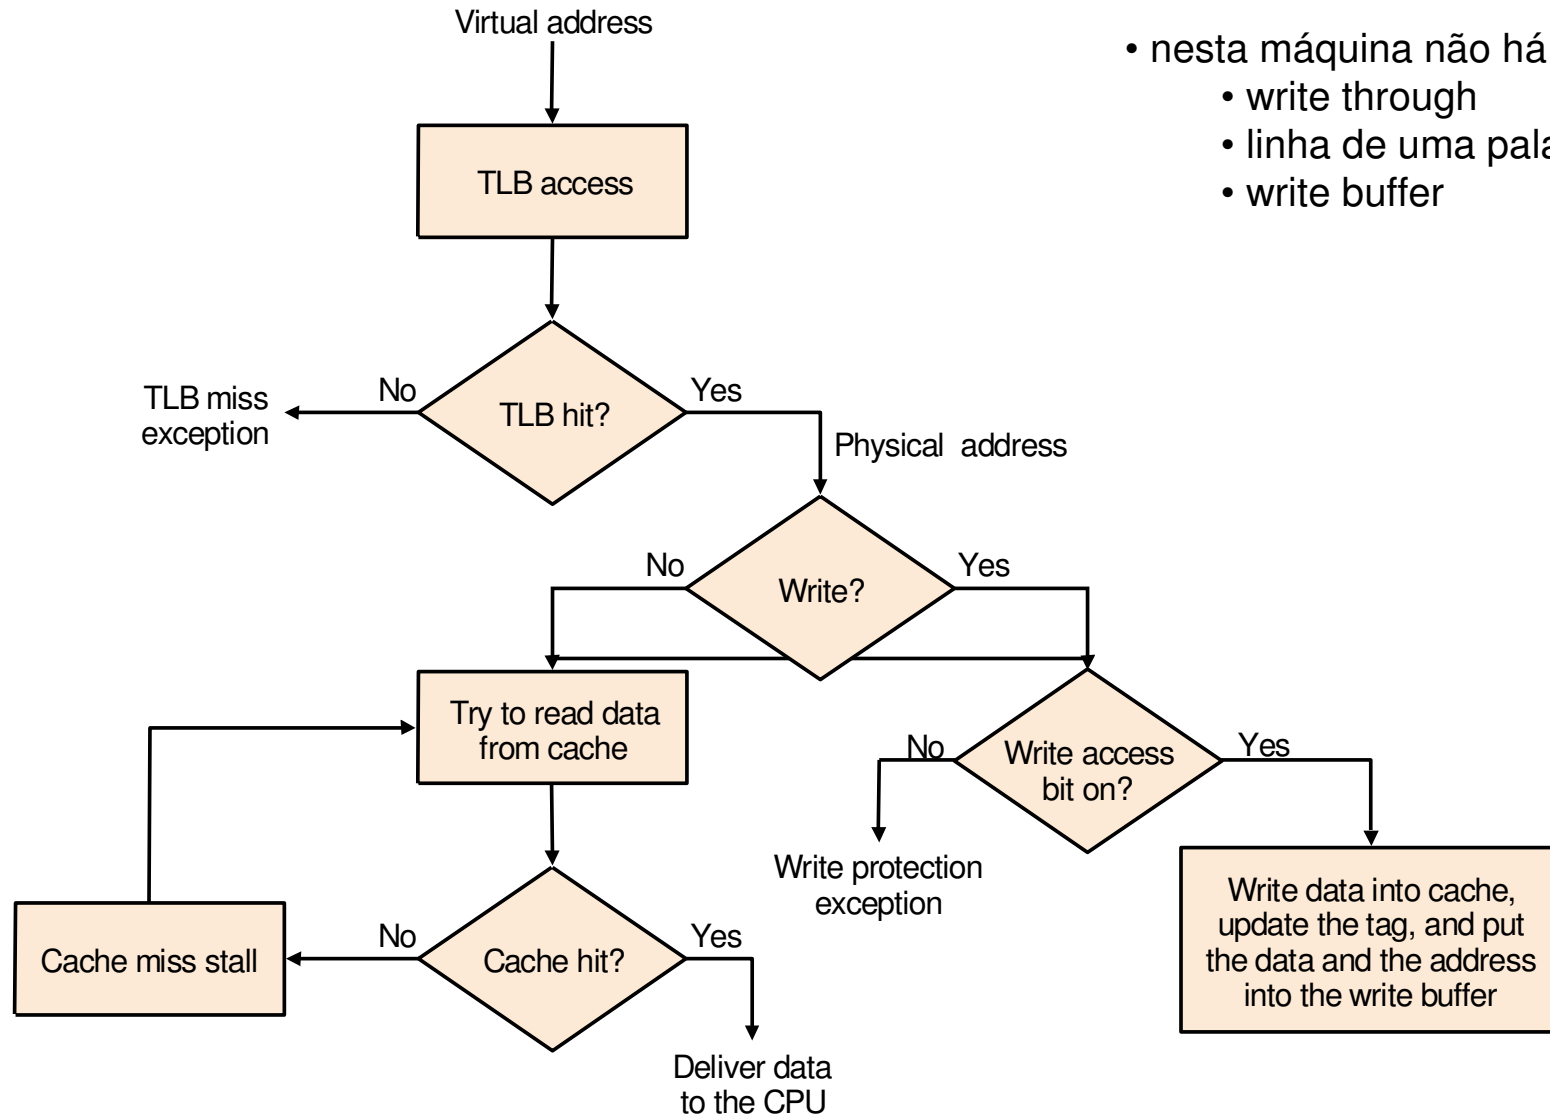 Virtual address
• nesta máquina não há
• write through
• linha de uma
• write buffer
TLB access
No
Yes
TLB miss
exception
TLB hit?
Physical address
No
Yes
Write?
Try to read data
from cache
No
Write access
bit on?
Yes
Write protection
exception
Write data into cache,
update the tag, and put
the data and the address
into the write buffer
Cache miss stall
No
Cache hit?
Yes
Deliver data
to the CPU